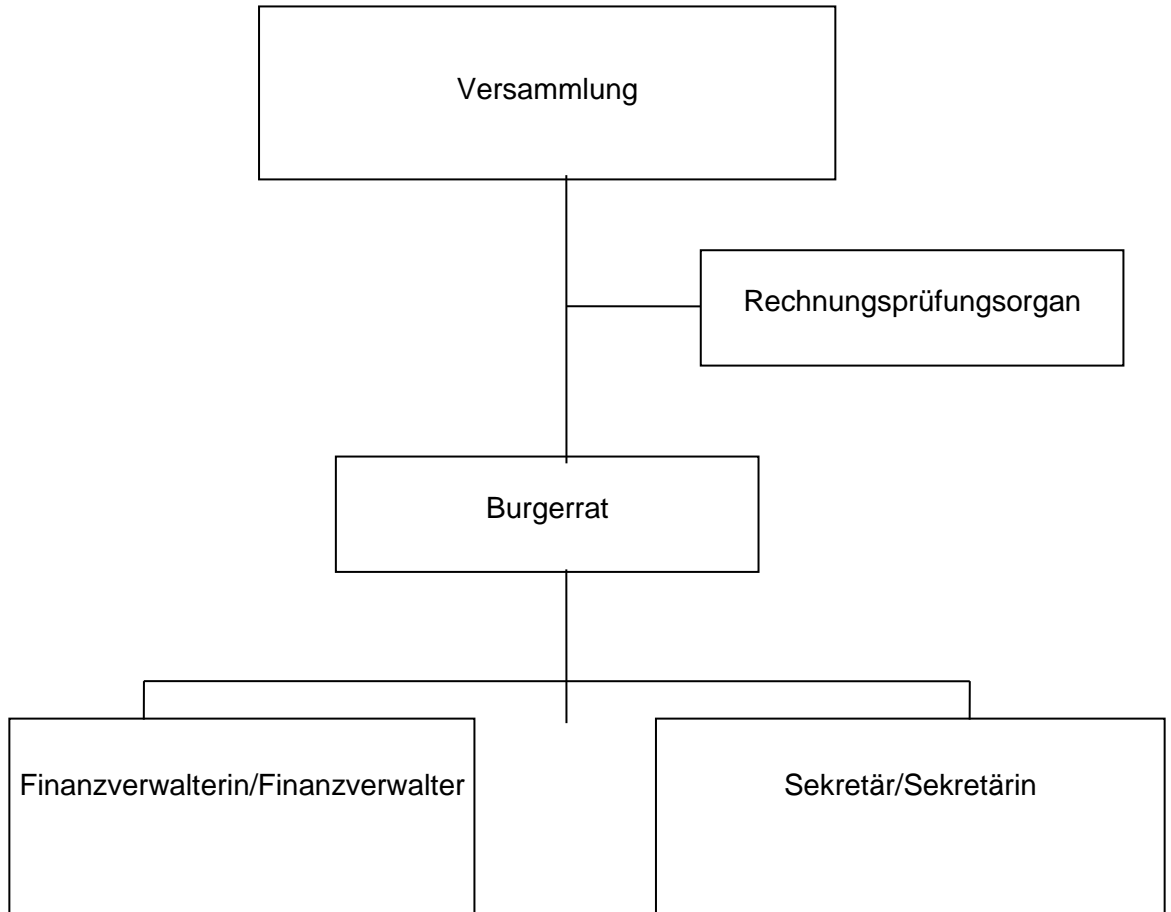 Versammlung
Rechnungsprüfungsorgan
Burgerrat
Finanzverwalterin/Finanzverwalter
Sekretär/Sekretärin